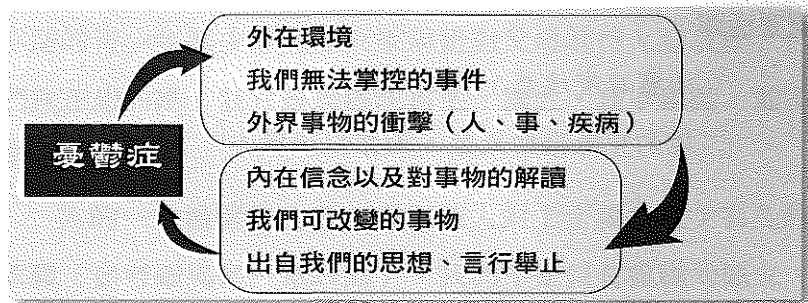 外在環境
我們無法掌控的事件
外界事物的衝擊（人、事、疾病）
憂鬱症
內在信念以及對事物的解讀
我們可改變的事物
出自我們的思想、言行舉止